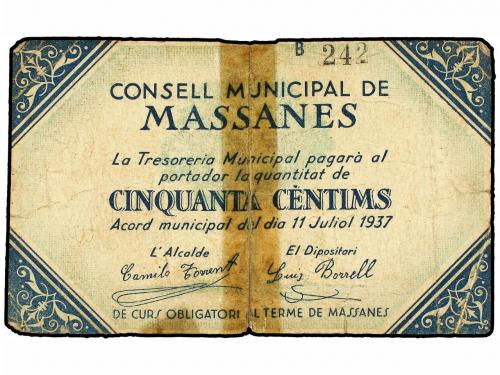 B 242
CONSELL MUNICIPAL DE
MASSANES
La Tresoreria Municipal pagarà al
portador la quantitat de
CINQUANTA CÈNTIMS
Acord municipal del dia 11 Juliol 1937
L'Alcalde El Dipositari
Camilo Torrent Luis Borrell
DE CURS OBLIGATORI AL TERME DE MASSANES